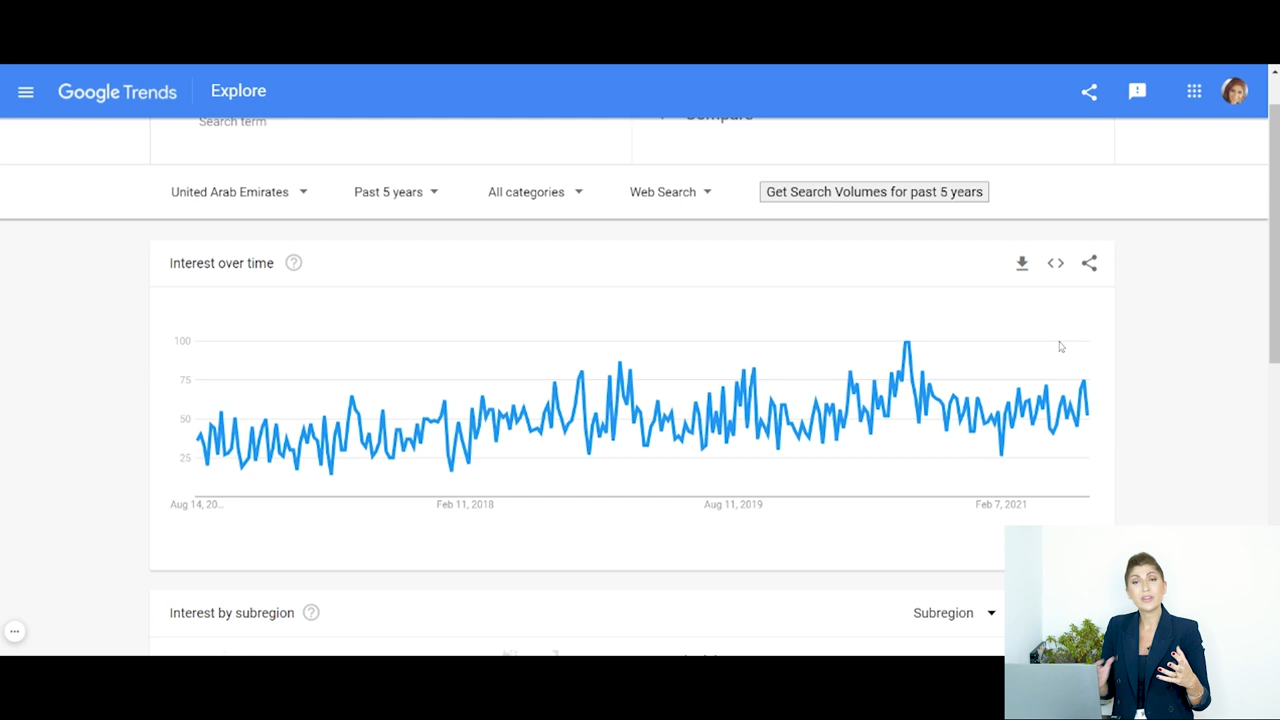 Google Trends Explore
Search term
Compare
United Arab Emirates Past 5 years All categories Web Search Get Search Volumes for past 5 years
Interest over time ?
100
75
50
25
Aug 14, 20... Feb 11, 2018 Aug 11, 2019 Feb 7, 2021
Interest by subregion ? Subregion